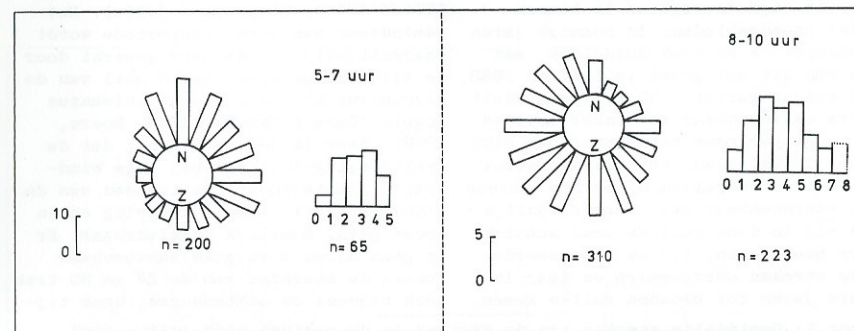 5-7 uur
N
Z
10
0
n= 200
0 1 2 3 4 5
n= 65
8-10 uur
N
Z
5
0
n= 310
0 1 2 3 4 5 6 7 8
n = 223